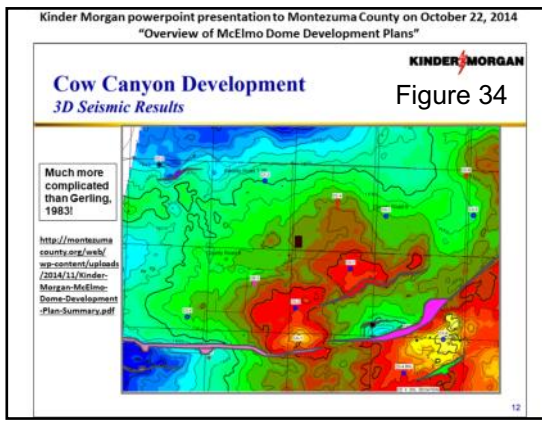 Kinder Morgan powerpoint presentation to Montezuma County on October 22, 2014
“Overview of McElmo Dome Development Plans”
KINDER MORGAN
Cow Canyon Development
3D Seismic Results
Figure 34
Much more
complicated
than Gerling,
1983!
http://montezuma
county.org/web/
wp-content/uploads
/2014/11/Kinder-
Morgan-McElmo-
Dome-Development
-Plan-Summary.pdf
12